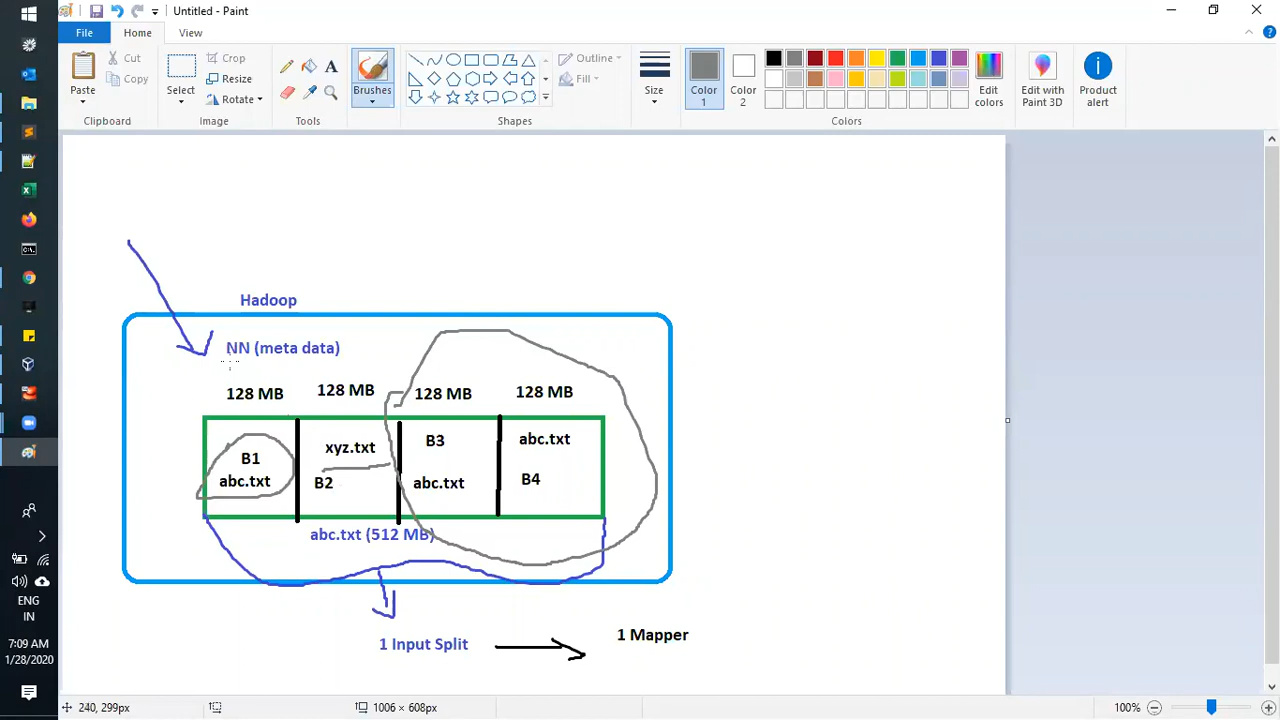 Untitled - Paint
File
Home
View
Paste
Cut
Copy
Clipboard
Select
Crop
Resize
Rotate
Image
A
Tools
Brushes
Outline
Fill
Shapes
Size
Color
1
Color
2
Edit
colors
Colors
Edit with
Paint 3D
Product
alert
Hadoop
NN (meta data)
128 MB
128 MB
128 MB
128 MB
B1
abc.txt
xyz.txt
B2
B3
abc.txt
abc.txt
B4
abc.txt (512 MB)
1 Input Split
1 Mapper
ENG
IN
7:09 AM
1/28/2020
240, 299px
1006 × 608px
100%